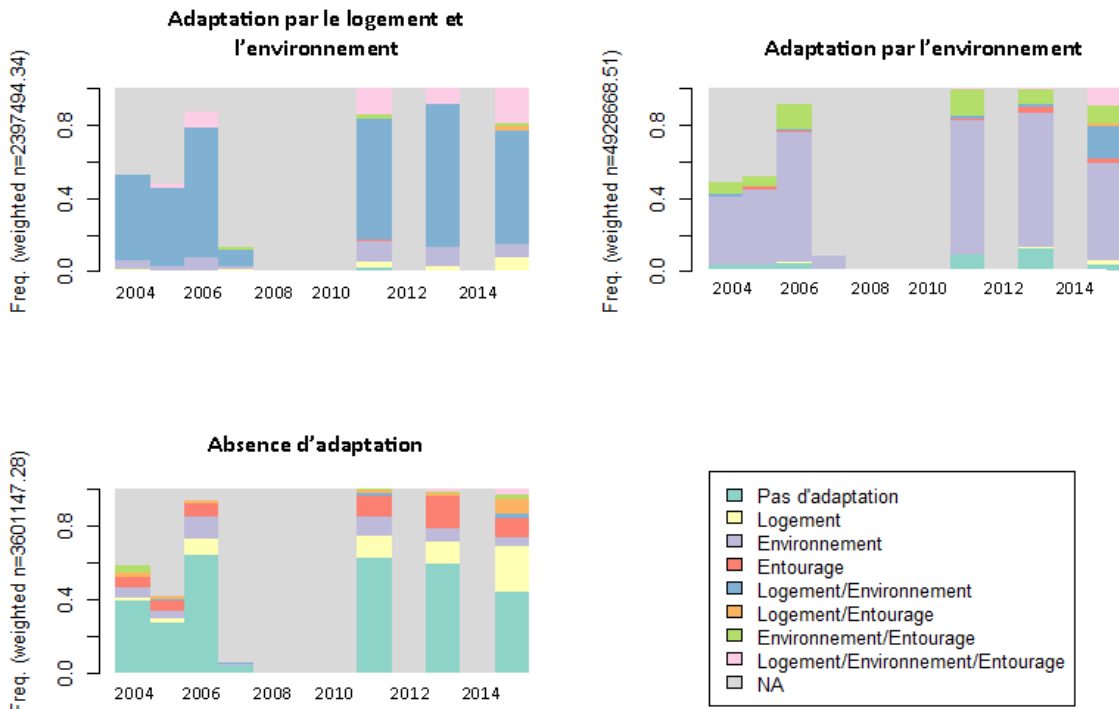 Adaptation par le logement et
l'environnement
Freq. (weighted n=2397494.34)
0.8
0.4
0.0
2004 2006 2008 2010 2012 2014
Adaptation par l'environnement
Freq. (weighted n=4928668.51)
0.8
0.4
0.0
2004 2006 2008 2010 2012 2014
Absence d'adaptation
Freq. (weighted n=3601147.28)
0.8
0.4
0.0
2004 2006 2008 2010 2012 2014
Pas d'adaptation
Logement
Environnement
Entourage
Logement/Environnement
Logement/Entourage
Environnement/Entourage
Logement/Environnement/Entourage
NA